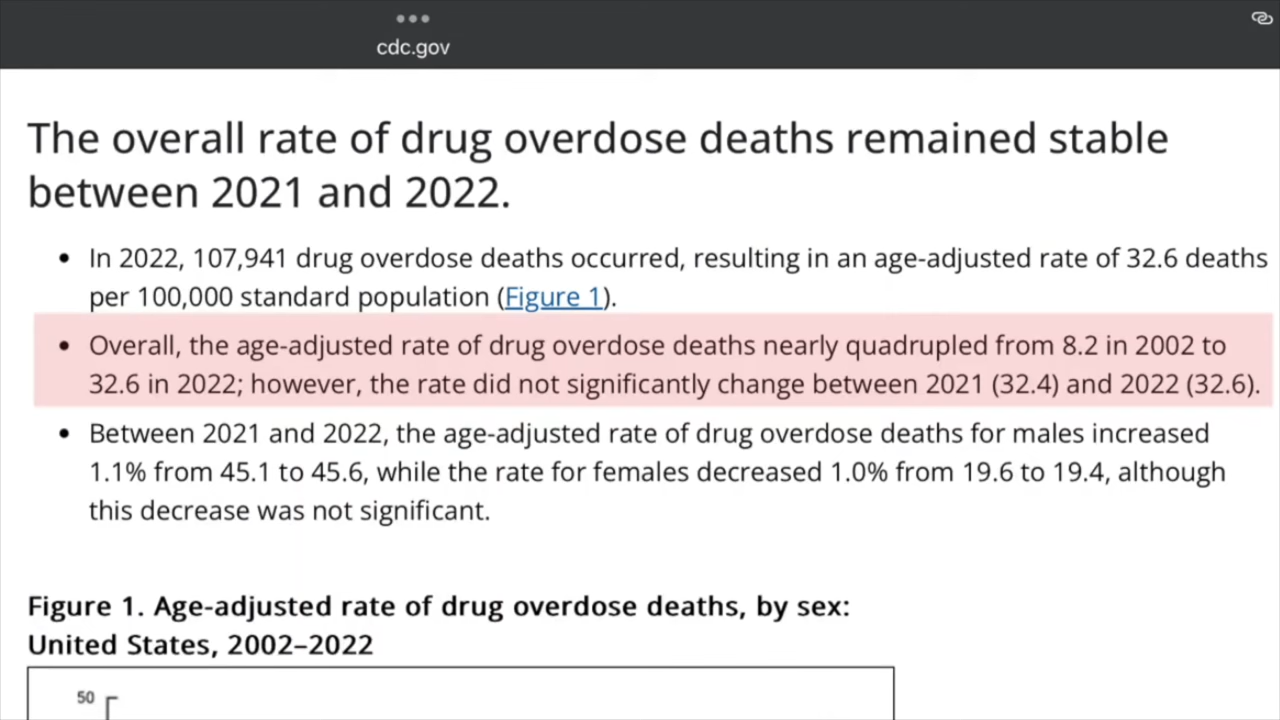 cdc.gov
The overall rate of drug overdose deaths remained stable
between 2021 and 2022.
• In 2022, 107,941 drug overdose deaths occurred, resulting in an age-adjusted rate of 32.6 deaths
per 100,000 standard population (Figure 1).
• Overall, the age-adjusted rate of drug overdose deaths nearly quadrupled from 8.2 in 2002 to
32.6 in 2022; however, the rate did not significantly change between 2021 (32.4) and 2022 (32.6).
• Between 2021 and 2022, the age-adjusted rate of drug overdose deaths for males increased
1.1% from 45.1 to 45.6, while the rate for females decreased 1.0% from 19.6 to 19.4, although
this decrease was not significant.
Figure 1. Age-adjusted rate of drug overdose deaths, by sex:
United States, 2002–2022
50